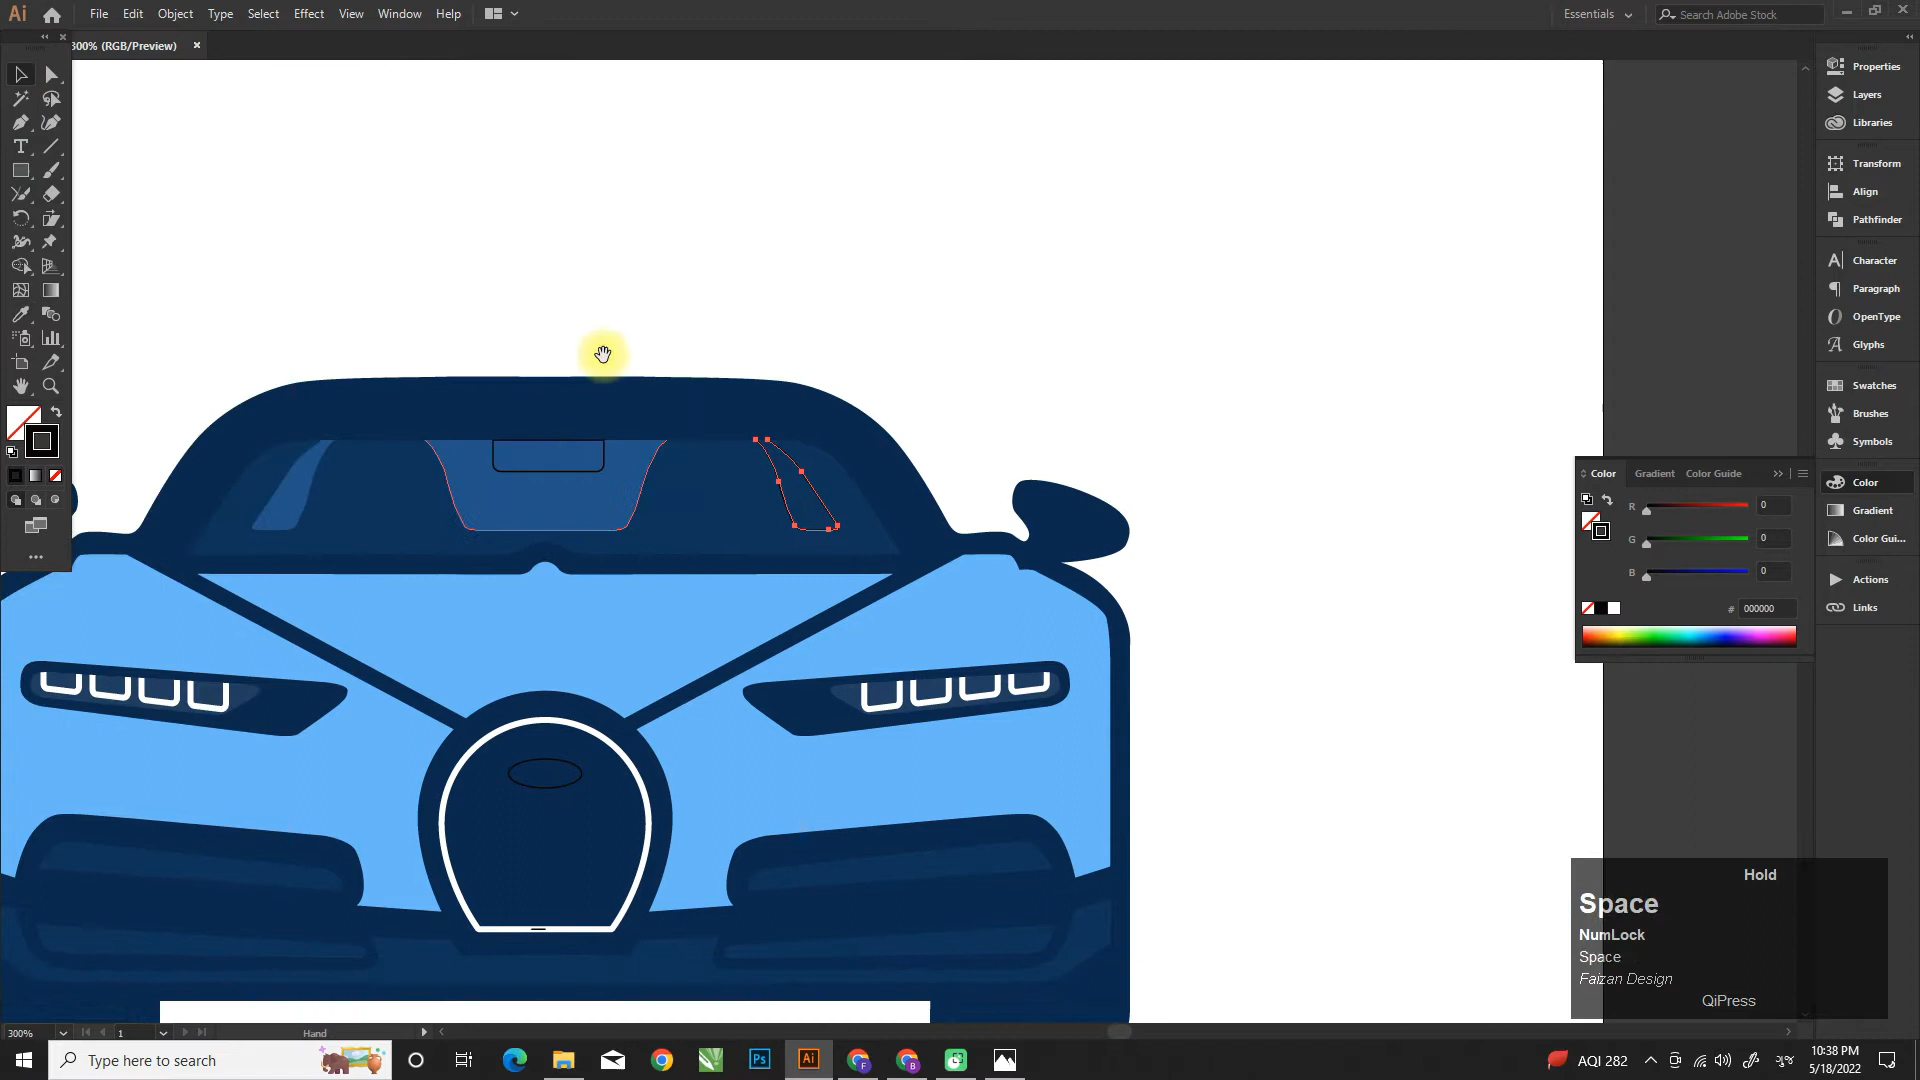 Ai
File Edit Object Type Select Effect View Window Help
Essentials
Search Adobe Stock
300% (RGB/Preview) ×
Properties
Layers
Libraries
Transform
Align
Pathfinder
Character
Paragraph
OpenType
Glyphs
Swatches
Brushes
Symbols
Color
Gradient
Color Gui...
Actions
Links
Color Gradient Color Guide
R 0
G 0
B 0
# 000000
Hold
Space
NumLock
Space
Faizan Design
QiPress
300% 1 Hand
Type here to search
Ps Ai F B
AQI 282
10:38 PM
5/18/2022